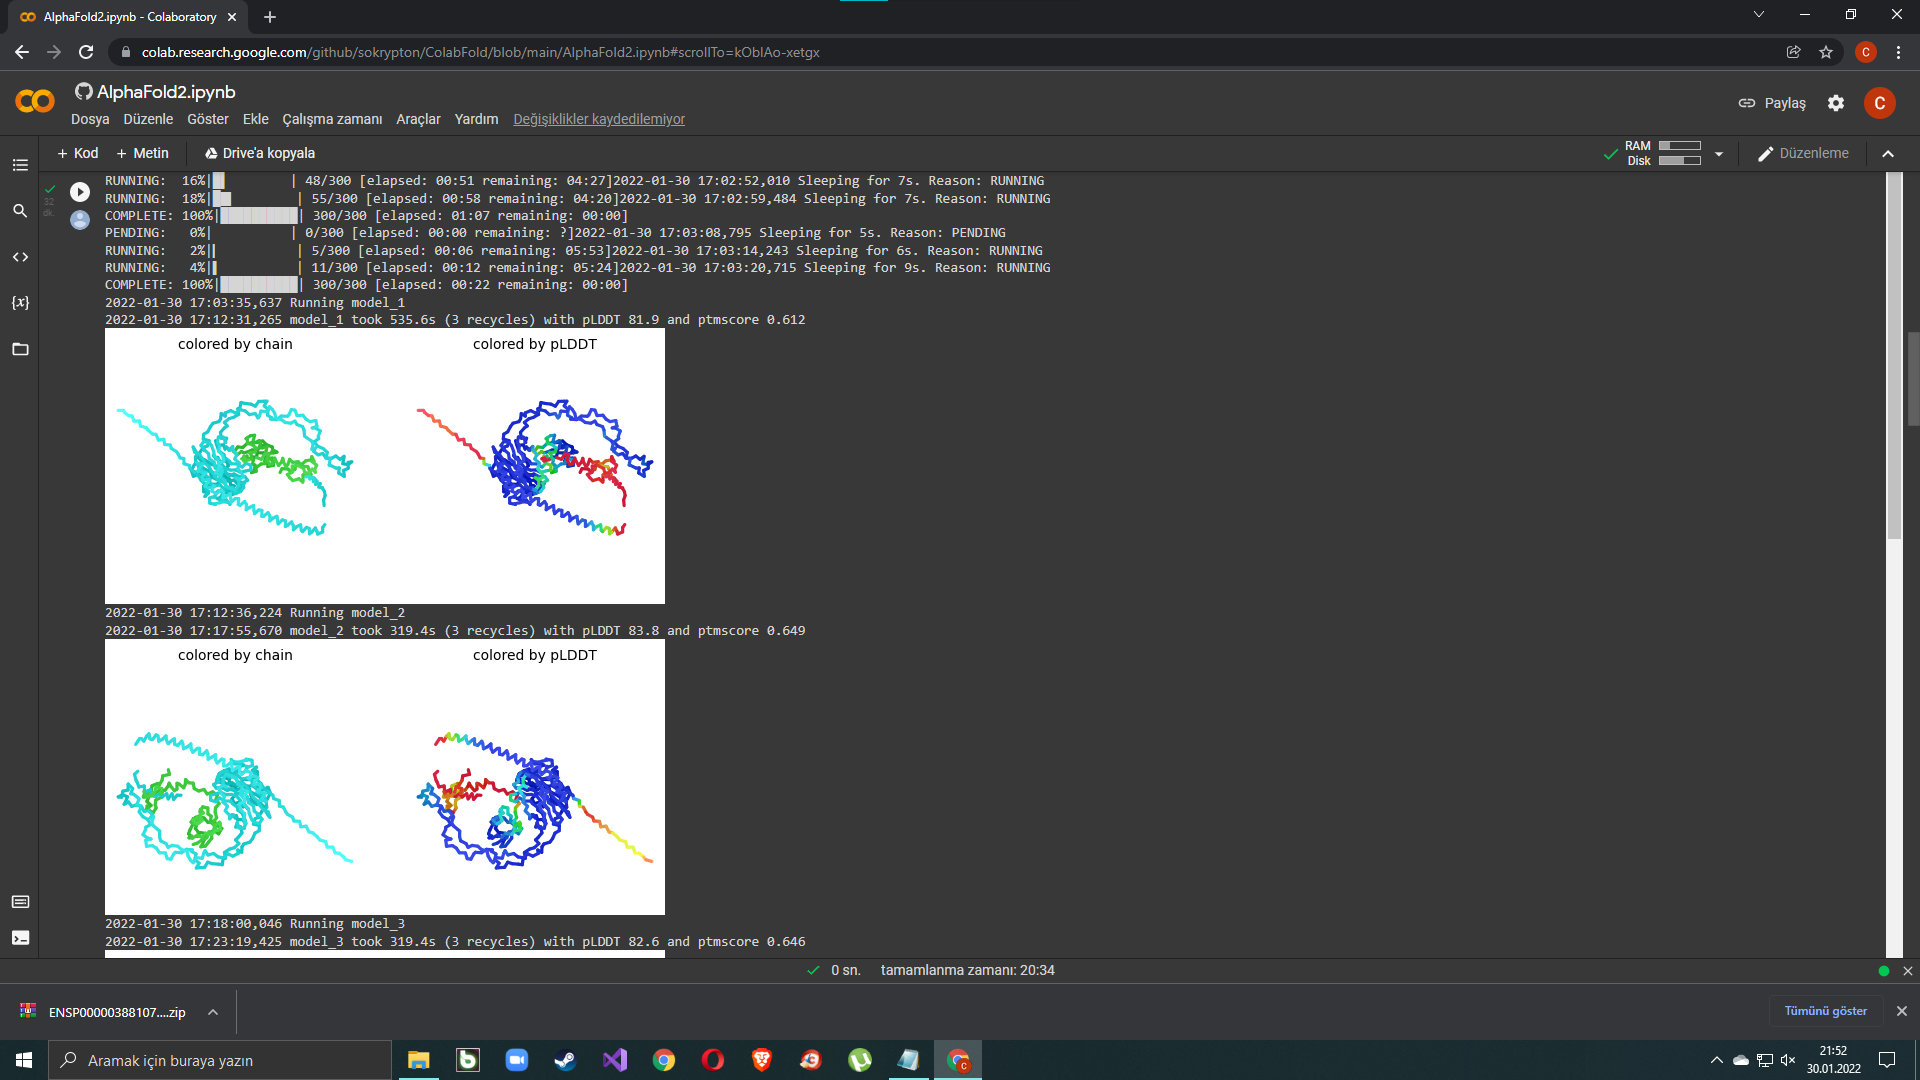 AlphaFold2.ipynb - Colaboratory
colab.research.google.com/github/sokrypton/ColabFold/blob/main/AlphaFold2.ipynb#scrollTo=kOblAo-xetgx
C
AlphaFold2.ipynb
Paylaş
C
Dosya Düzenle Göster Ekle Çalışma zamanı Araçlar Yardım Değişiklikler kaydedilemiyor
+ Kod + Metin Drive'a kopyala
RAM
Disk
Düzenleme
32
dk.
RUNNING: 16%| | 48/300 [elapsed: 00:51 remaining: 04:27]2022-01-30 17:02:52,010 Sleeping for 7s. Reason: RUNNING
RUNNING: 18%| | 55/300 [elapsed: 00:58 remaining: 04:20]2022-01-30 17:02:59,484 Sleeping for 7s. Reason: RUNNING
COMPLETE: 100%| | 300/300 [elapsed: 01:07 remaining: 00:00]
PENDING: 0%| | 0/300 [elapsed: 00:00 remaining: ?]2022-01-30 17:03:08,795 Sleeping for 5s. Reason: PENDING
RUNNING: 2%| | 5/300 [elapsed: 00:06 remaining: 05:53]2022-01-30 17:03:14,243 Sleeping for 6s. Reason: RUNNING
RUNNING: 4%| | 11/300 [elapsed: 00:12 remaining: 05:24]2022-01-30 17:03:20,715 Sleeping for 9s. Reason: RUNNING
COMPLETE: 100%| | 300/300 [elapsed: 00:22 remaining: 00:00]
2022-01-30 17:03:35,637 Running model_1
2022-01-30 17:12:31,265 model_1 took 535.6s (3 recycles) with pLDDT 81.9 and ptmscore 0.612
colored by chain colored by pLDDT
2022-01-30 17:12:36,224 Running model_2
2022-01-30 17:17:55,670 model_2 took 319.4s (3 recycles) with pLDDT 83.8 and ptmscore 0.649
colored by chain colored by pLDDT
2022-01-30 17:18:00,046 Running model_3
2022-01-30 17:23:19,425 model_3 took 319.4s (3 recycles) with pLDDT 82.6 and ptmscore 0.646
0 sn. tamamlanma zamanı: 20:34
ENSP00000388107....zip
Tümünü göster
Aramak için buraya yazın
21:52
30.01.2022